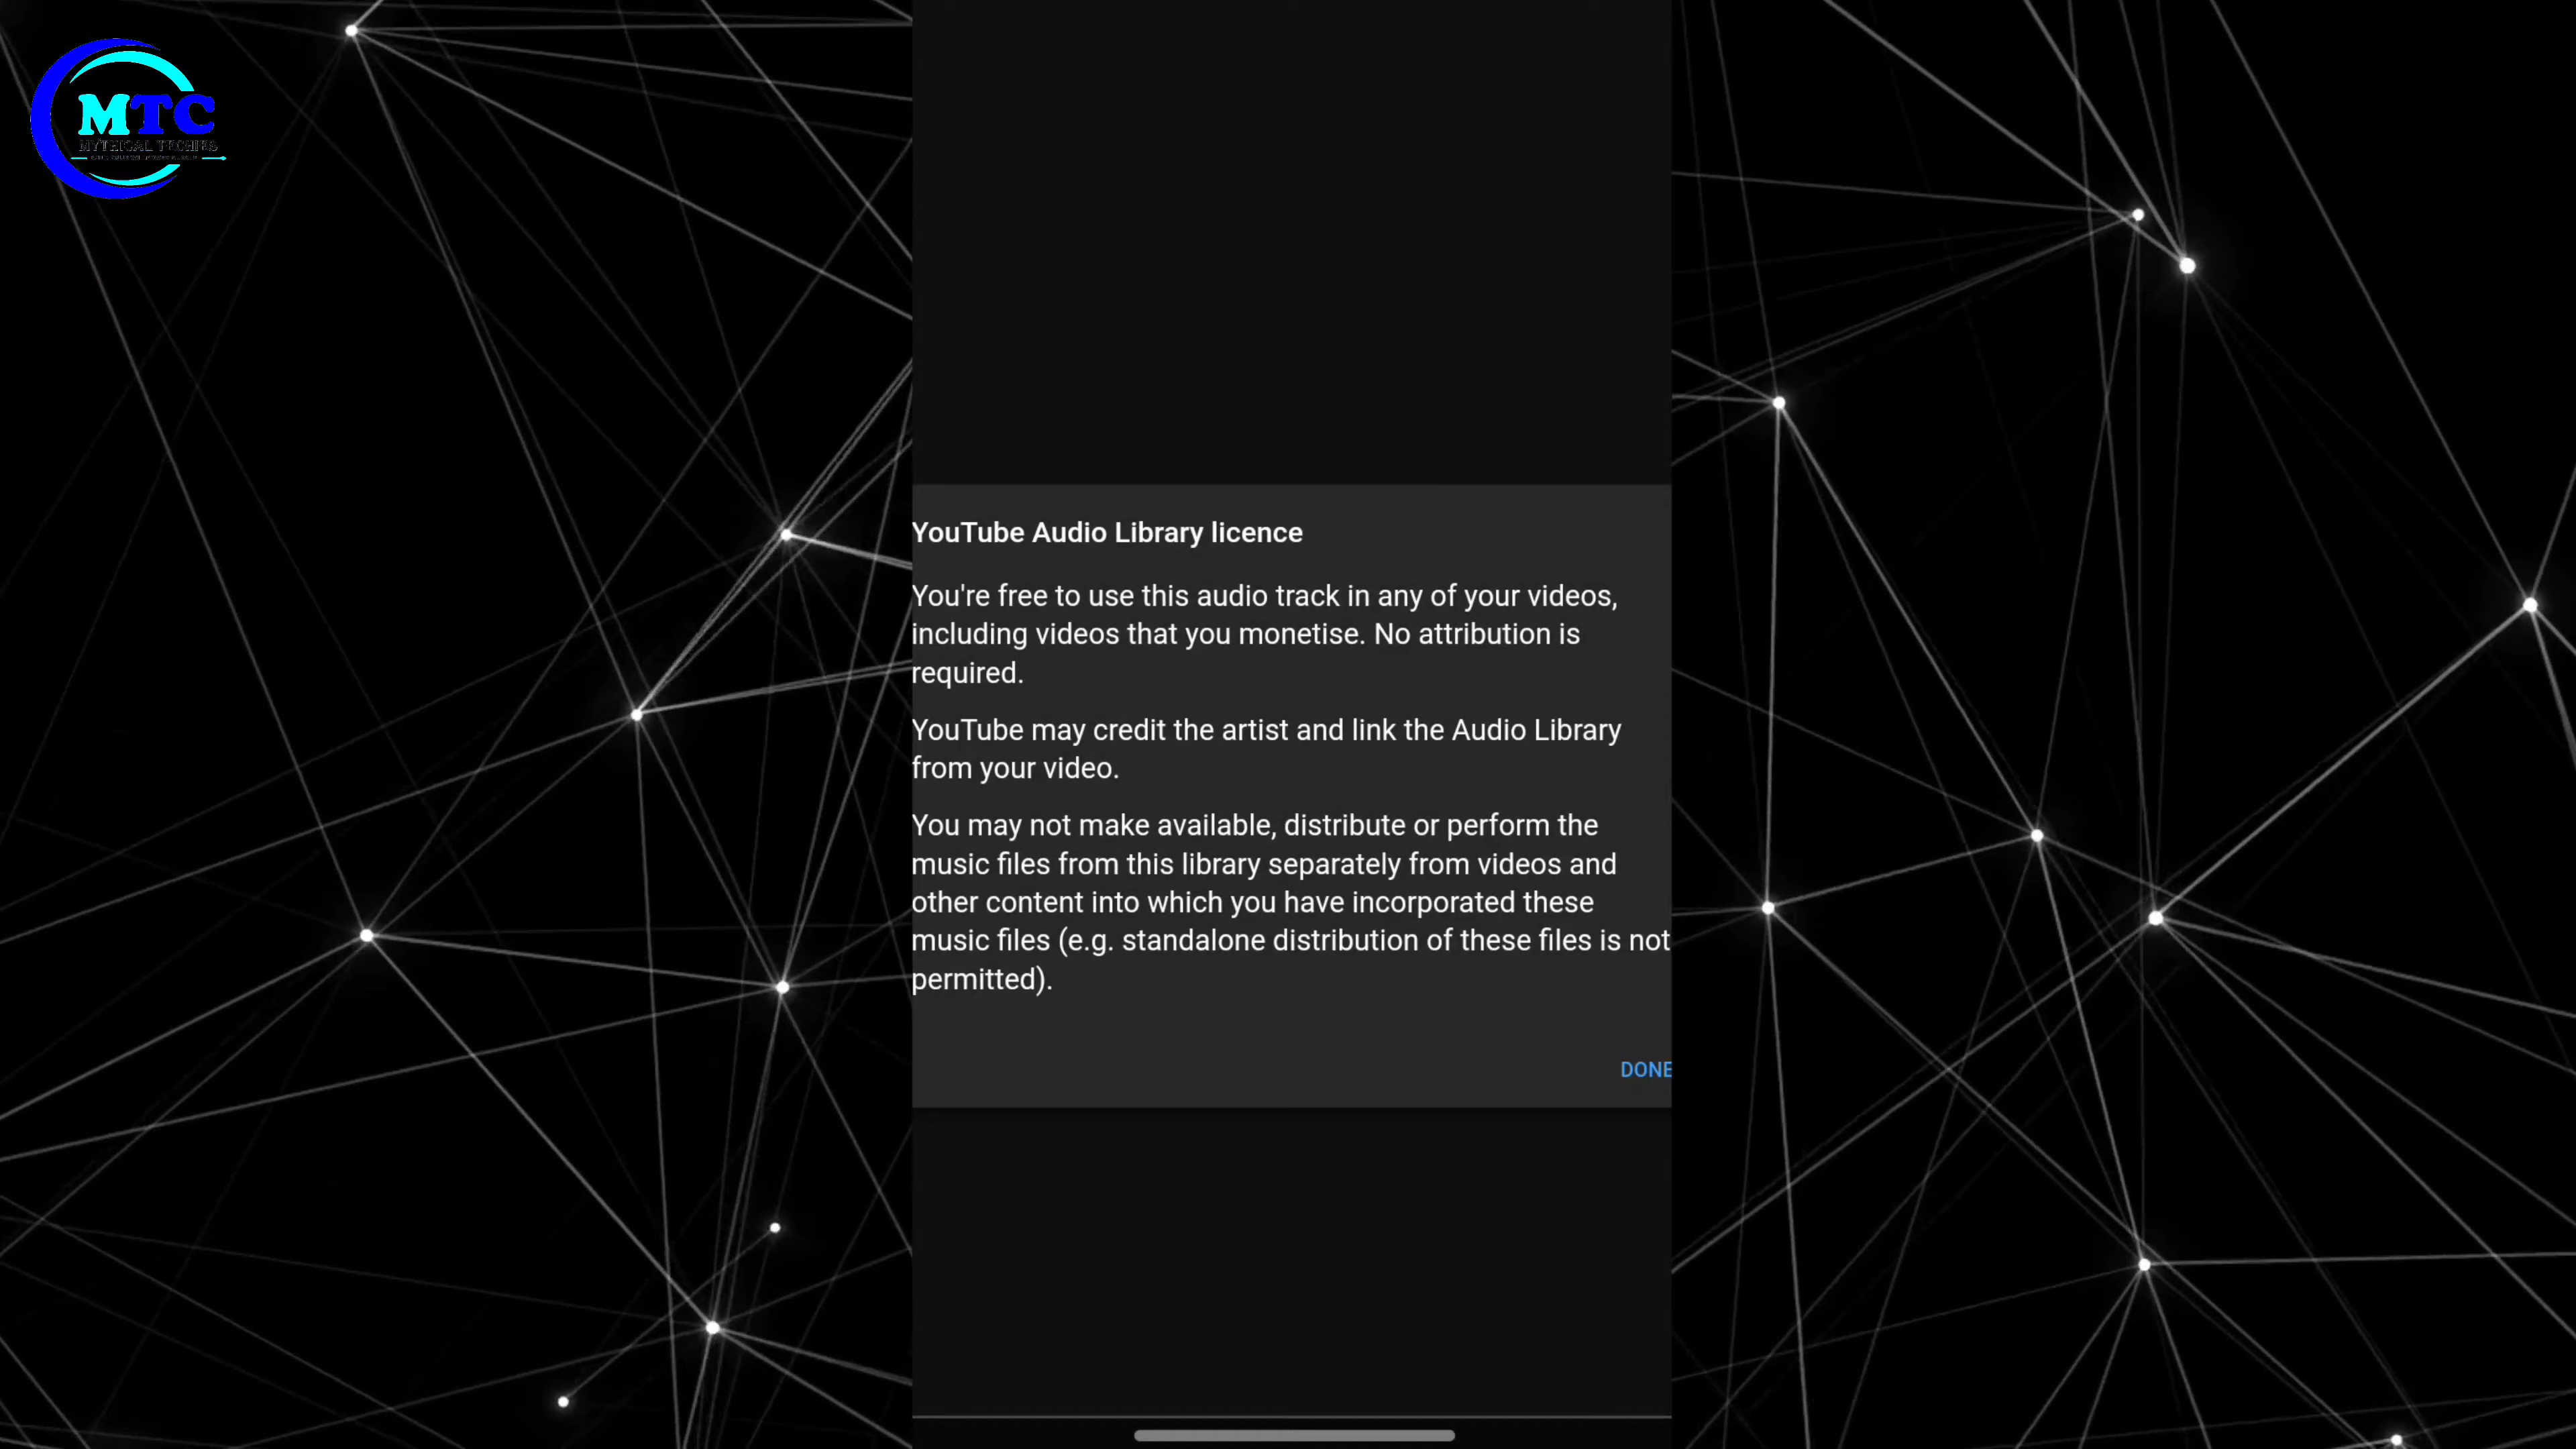 MTC
MYTHICAL TECHIES
YouTube Audio Library licence
You're free to use this audio track in any of your videos,
including videos that you monetise. No attribution is
required.
YouTube may credit the artist and link the Audio Library
from your video.
You may not make available, distribute or perform the
music files from this library separately from videos and
other content into which you have incorporated these
music files (e.g. standalone distribution of these files is not
permitted).
DONE